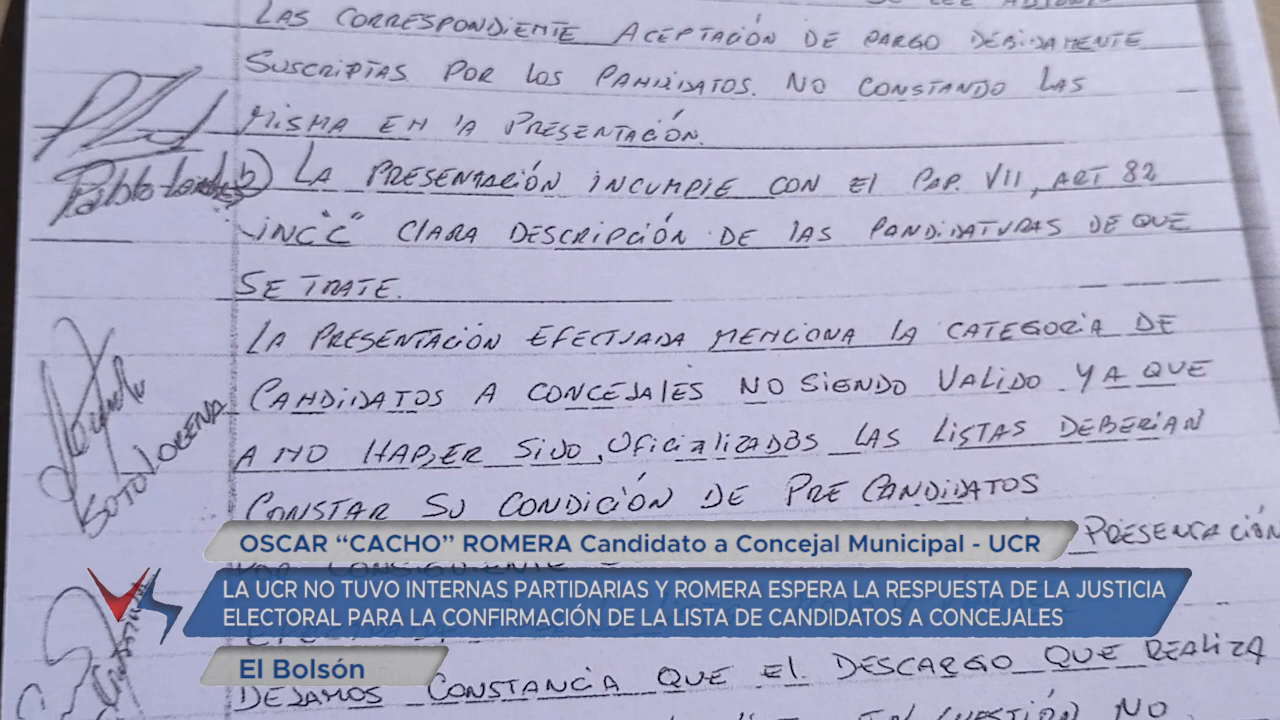 LAS CORRESPONDIENTE ACEPTACIÓN DE CARGO DEBIDAMENTE
SUSCRIPTAS POR LOS CANDIDATOS. NO CONSTANDO LAS
MISMA EN LA PRESENTACIÓN.
Pablo
b) LA PRESENTACIÓN INCUMPLE CON EL CAP. VII, ART 82
INC "C" CLARA DESCRIPCIÓN DE LAS CANDIDATURAS DE QUE
SE TRATE.
LA PRESENTACIÓN EFECTUADA MENCIONA LA CATEGORIA DE
CANDIDATOS A CONCEJALES NO SIENDO VALIDO YA QUE
A NO HABER SIDO OFICIALIZADOS LAS LISTAS DEBERIAN
SOTO LORENA
CONSTAR SU CONDICIÓN DE PRE CANDIDATOS
PRESENTACIÓN
OSCAR “CACHO” ROMERA Candidato a Concejal Municipal - UCR
LA UCR NO TUVO INTERNAS PARTIDARIAS Y ROMERA ESPERA LA RESPUESTA DE LA JUSTICIA
ELECTORAL PARA LA CONFIRMACIÓN DE LA LISTA DE CANDIDATOS A CONCEJALES
El Bolsón
DEJAMOS CONSTANCIA QUE EL DESCARGO QUE REALIZA
EN CUESTIÓN NO